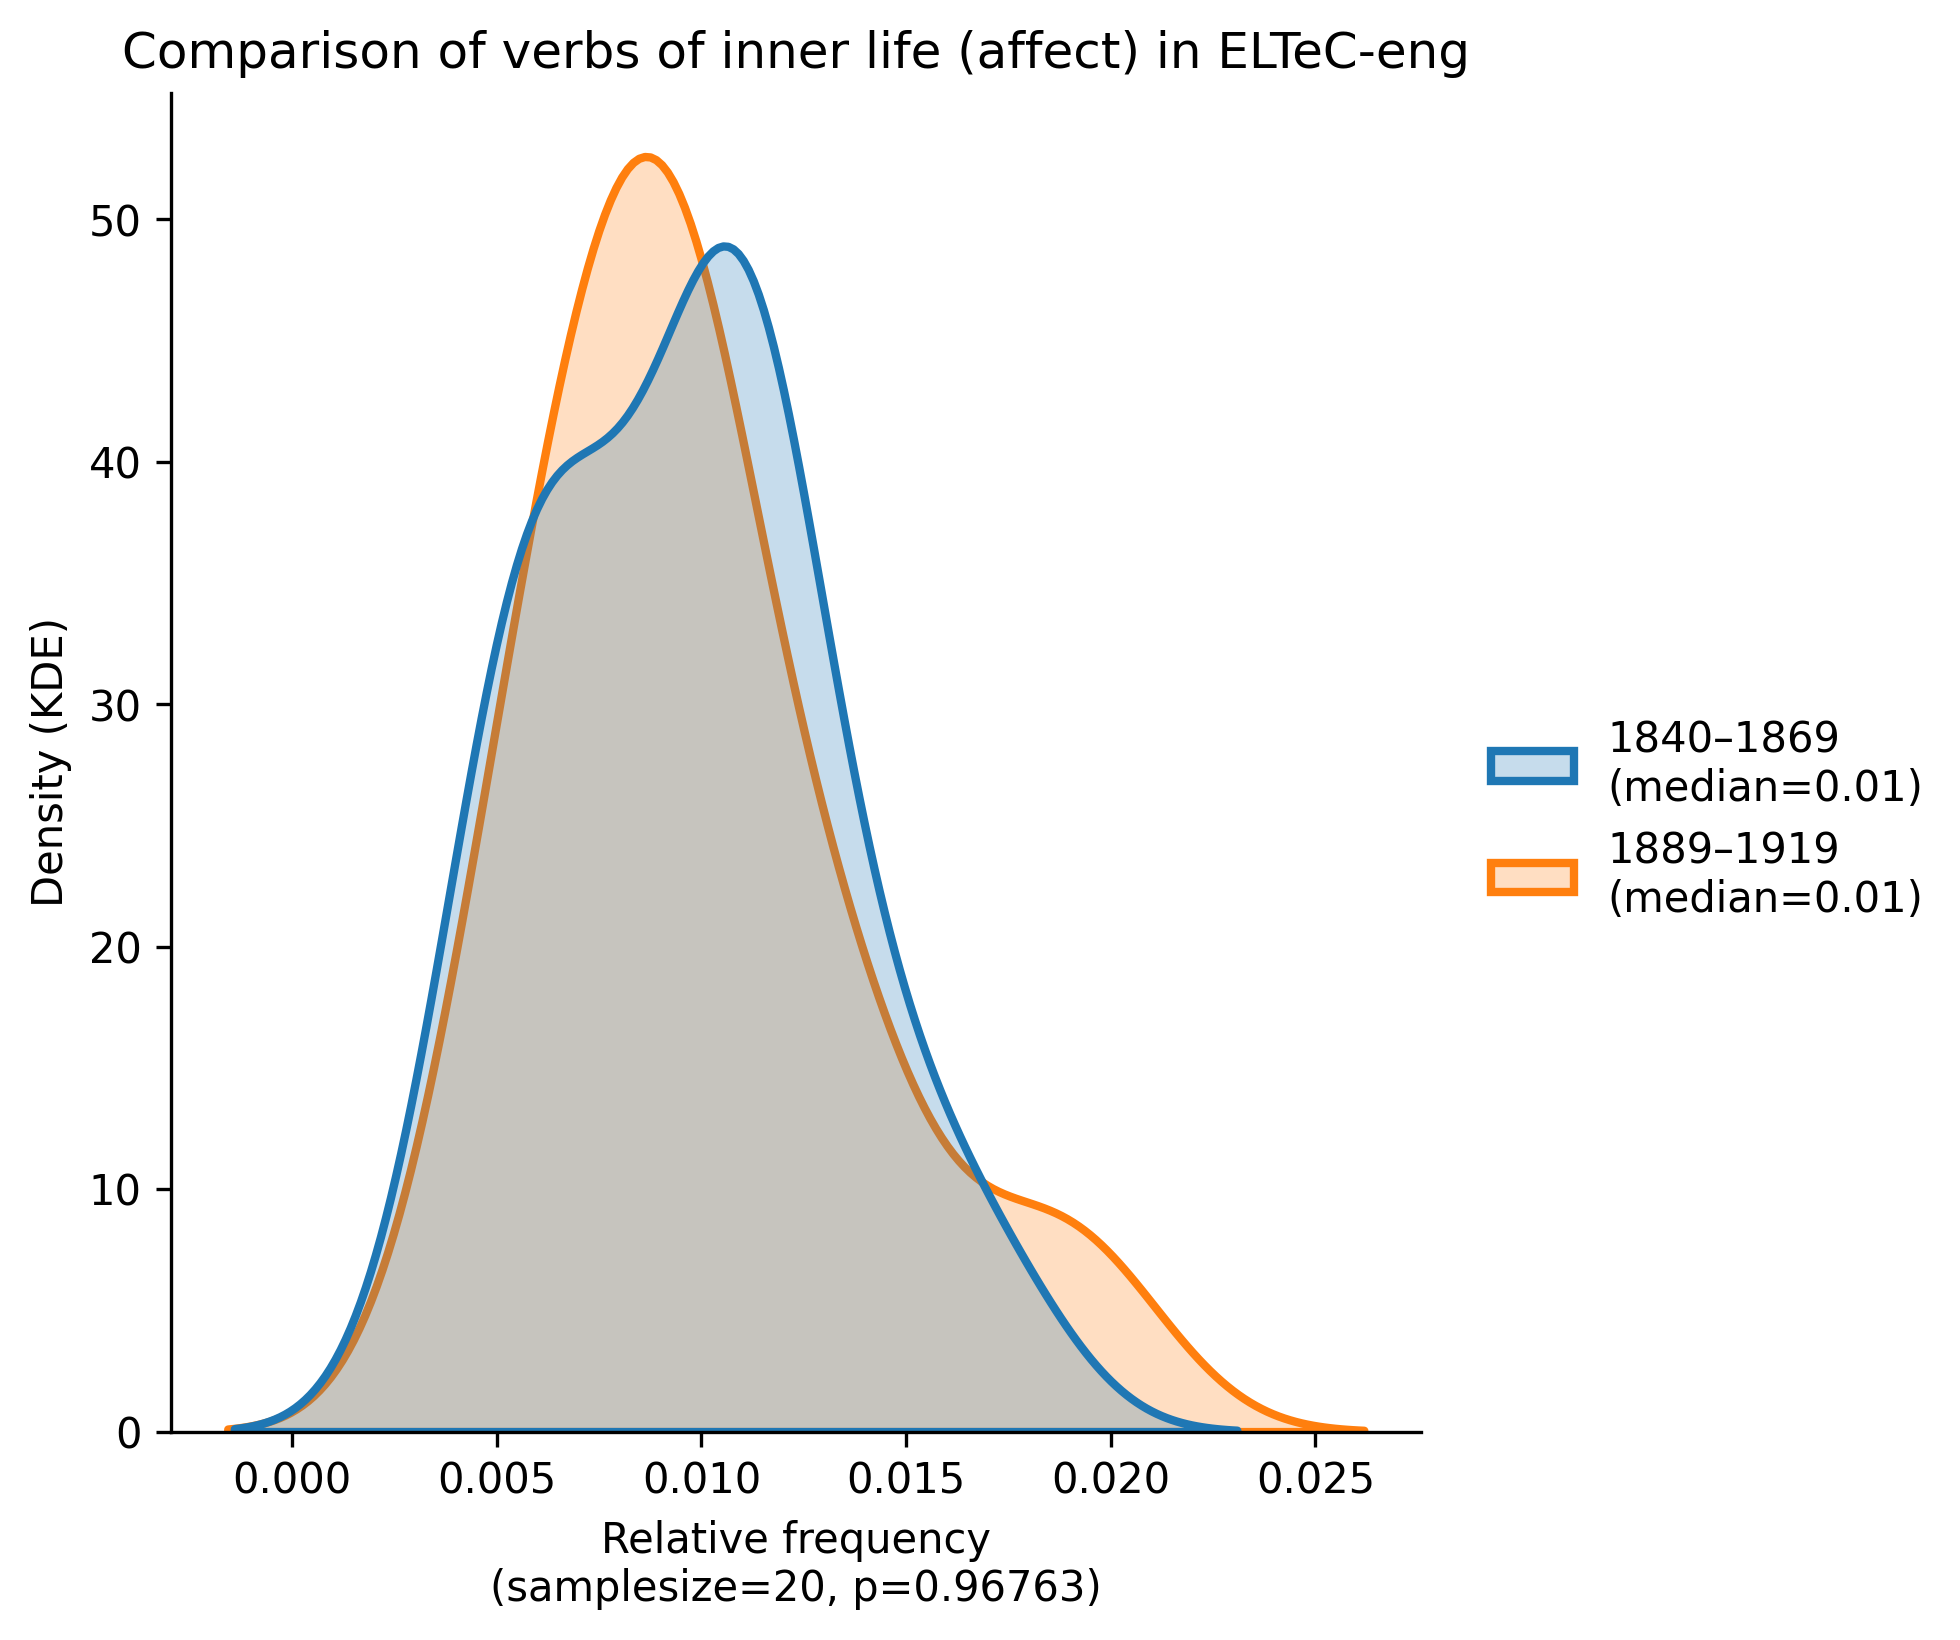 Comparison of verbs of inner life (affect) in ELTeC-eng
Density (KDE)
50
40
30
20
10
0
0.000 0.005 0.010 0.015 0.020 0.025
Relative frequency
(samplesize=20, p=0.96763)
1840–1869
(median=0.01)
1889–1919
(median=0.01)